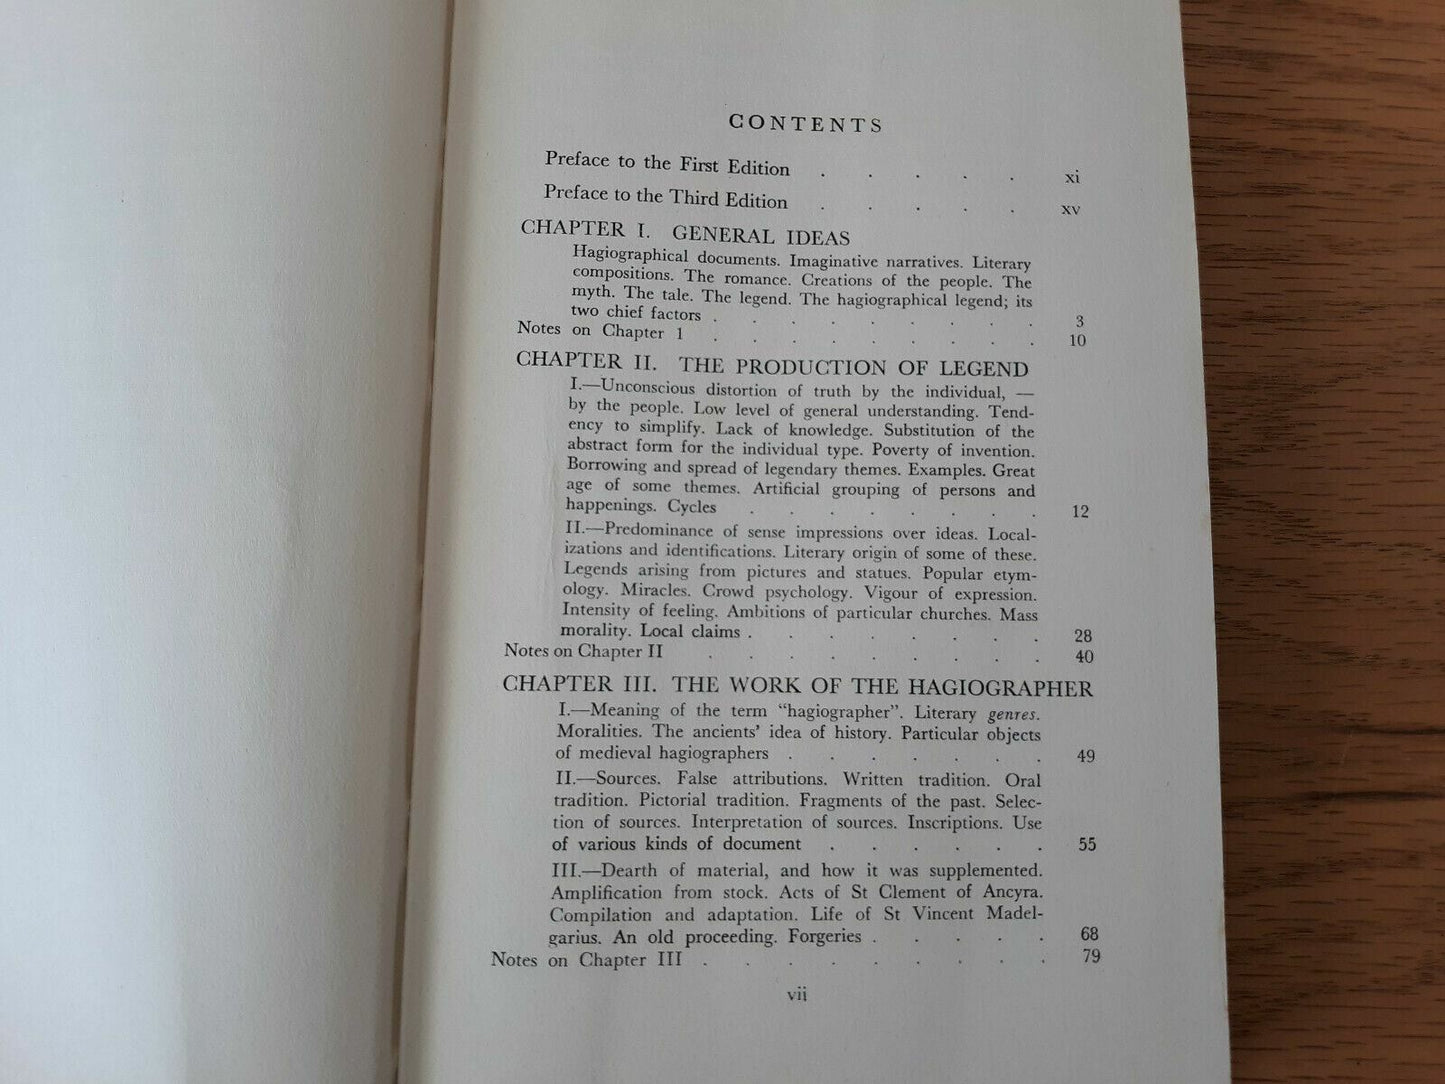 CONTENTS
Preface to the First Edition . . . . . xi
Preface to the Third Edition . . . . . xv
CHAPTER I. GENERAL IDEAS
Hagiographical documents. Imaginative narratives. Literary
compositions. The romance. Creations of the people. The
myth. The tale. The legend. The hagiographical legend; its
two chief factors . . . . . . . . . 3
Notes on Chapter 1 . . . . . . . . . 10
CHAPTER II. THE PRODUCTION OF LEGEND
I.—Unconscious distortion of truth by the individual, —
by the people. Low level of general understanding. Tend-
ency to simplify. Lack of knowledge. Substitution of the
abstract form for the individual type. Poverty of invention.
Borrowing and spread of legendary themes. Examples. Great
age of some themes. Artificial grouping of persons and
happenings. Cycles . . . . . . . . 12
II.—Predominance of sense impressions over ideas. Local-
izations and identifications. Literary origin of some of these.
Legends arising from pictures and statues. Popular etym-
ology. Miracles. Crowd psychology. Vigour of expression.
Intensity of feeling. Ambitions of particular churches. Mass
morality. Local claims . . . . . . . . 28
Notes on Chapter II . . . . . . . . . 40
CHAPTER III. THE WORK OF THE HAGIOGRAPHER
I.—Meaning of the term “hagiographer”. Literary genres.
Moralities. The ancients’ idea of history. Particular objects
of medieval hagiographers . . . . . . . 49
II.—Sources. False attributions. Written tradition. Oral
tradition. Pictorial tradition. Fragments of the past. Selec-
tion of sources. Interpretation of sources. Inscriptions. Use
of various kinds of document . . . . . . 55
III.—Dearth of material, and how it was supplemented.
Amplification from stock. Acts of St Clement of Ancyra.
Compilation and adaptation. Life of St Vincent Madel-
garius. An old proceeding. Forgeries . . . . . 68
Notes on Chapter III . . . . . . . . . 79
vii